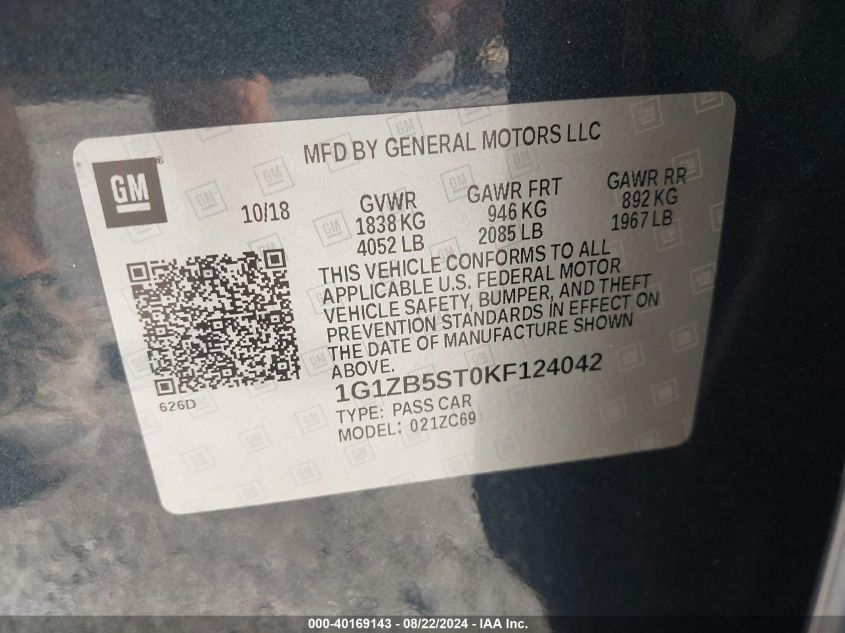 MFD BY GENERAL MOTORS LLC
GM®
10/18
GVWR
1838 KG
4052 LB
GAWR FRT
946 KG
2085 LB
GAWR RR
892 KG
1967 LB
THIS VEHICLE CONFORMS TO ALL
APPLICABLE U.S. FEDERAL MOTOR
VEHICLE SAFETY, BUMPER, AND THEFT
PREVENTION STANDARDS IN EFFECT ON
THE DATE OF MANUFACTURE SHOWN
ABOVE.
1G1ZB5ST0KF124042
TYPE: PASS CAR
MODEL: 021ZC69
626D
000-40169143 - 08/22/2024 - IAA Inc.